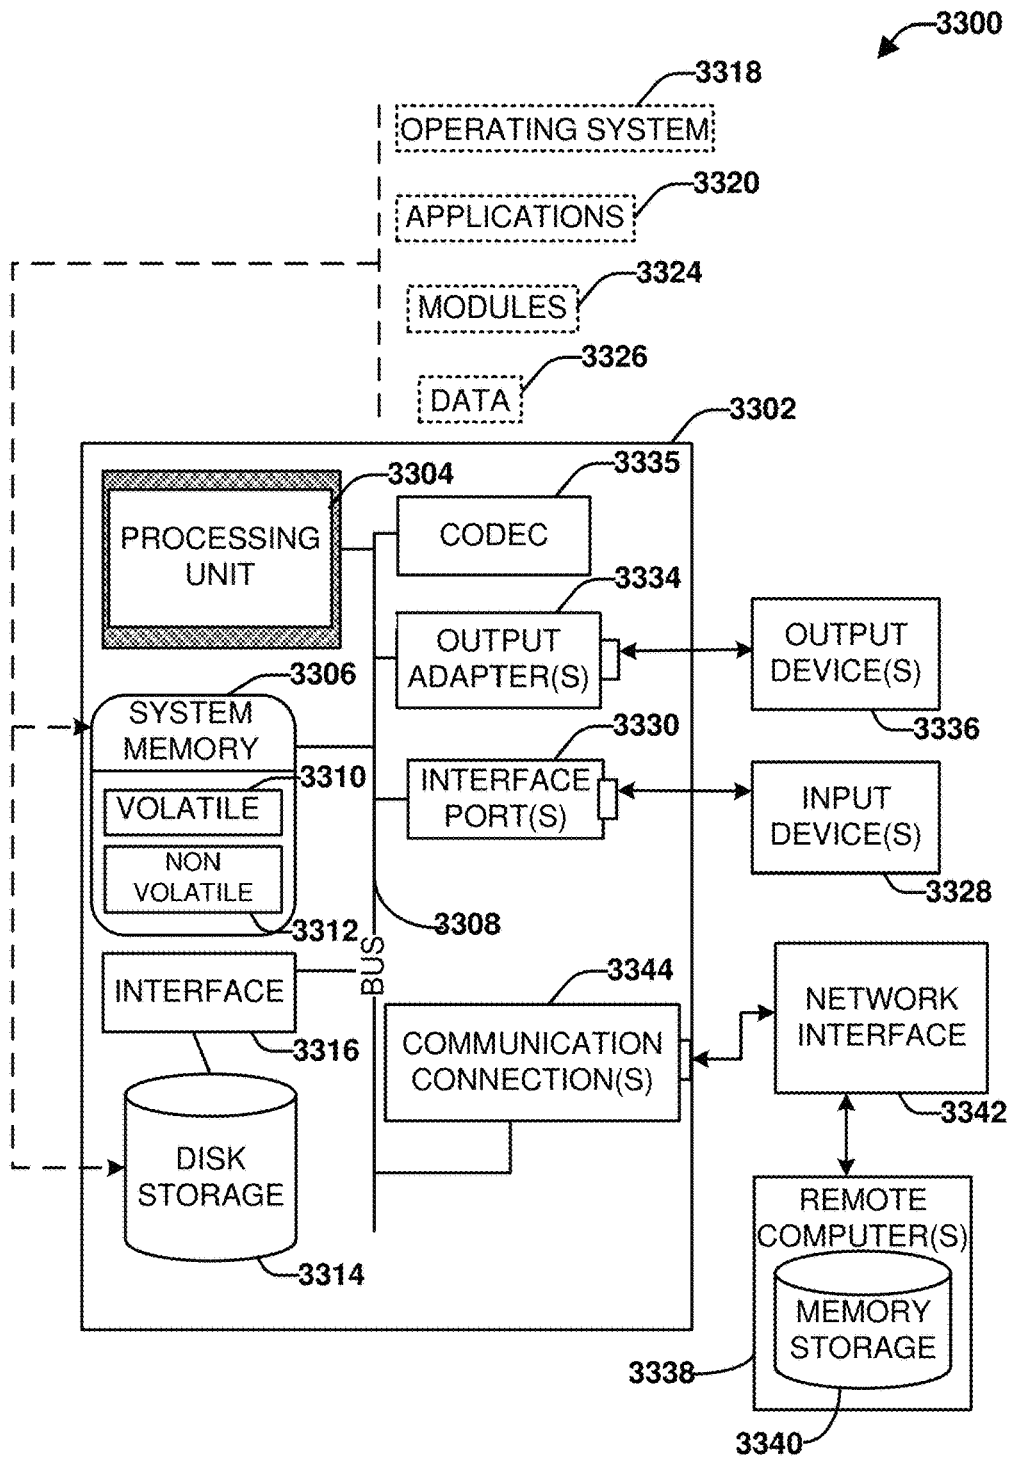 3300
3318
OPERATING SYSTEM
3320
APPLICATIONS
3324
MODULES
3326
DATA
3302
3304
PROCESSING
UNIT
3335
CODEC
3334
OUTPUT
ADAPTER(S)
OUTPUT
DEVICE(S)
3336
3306
SYSTEM
MEMORY
3310
VOLATILE
NON
VOLATILE
3312
3330
INTERFACE
PORT(S)
INPUT
DEVICE(S)
3328
3308
BUS
INTERFACE
3316
3344
COMMUNICATION
CONNECTION(S)
NETWORK
INTERFACE
3342
DISK
STORAGE
3314
REMOTE
COMPUTER(S)
MEMORY
STORAGE
3338
3340